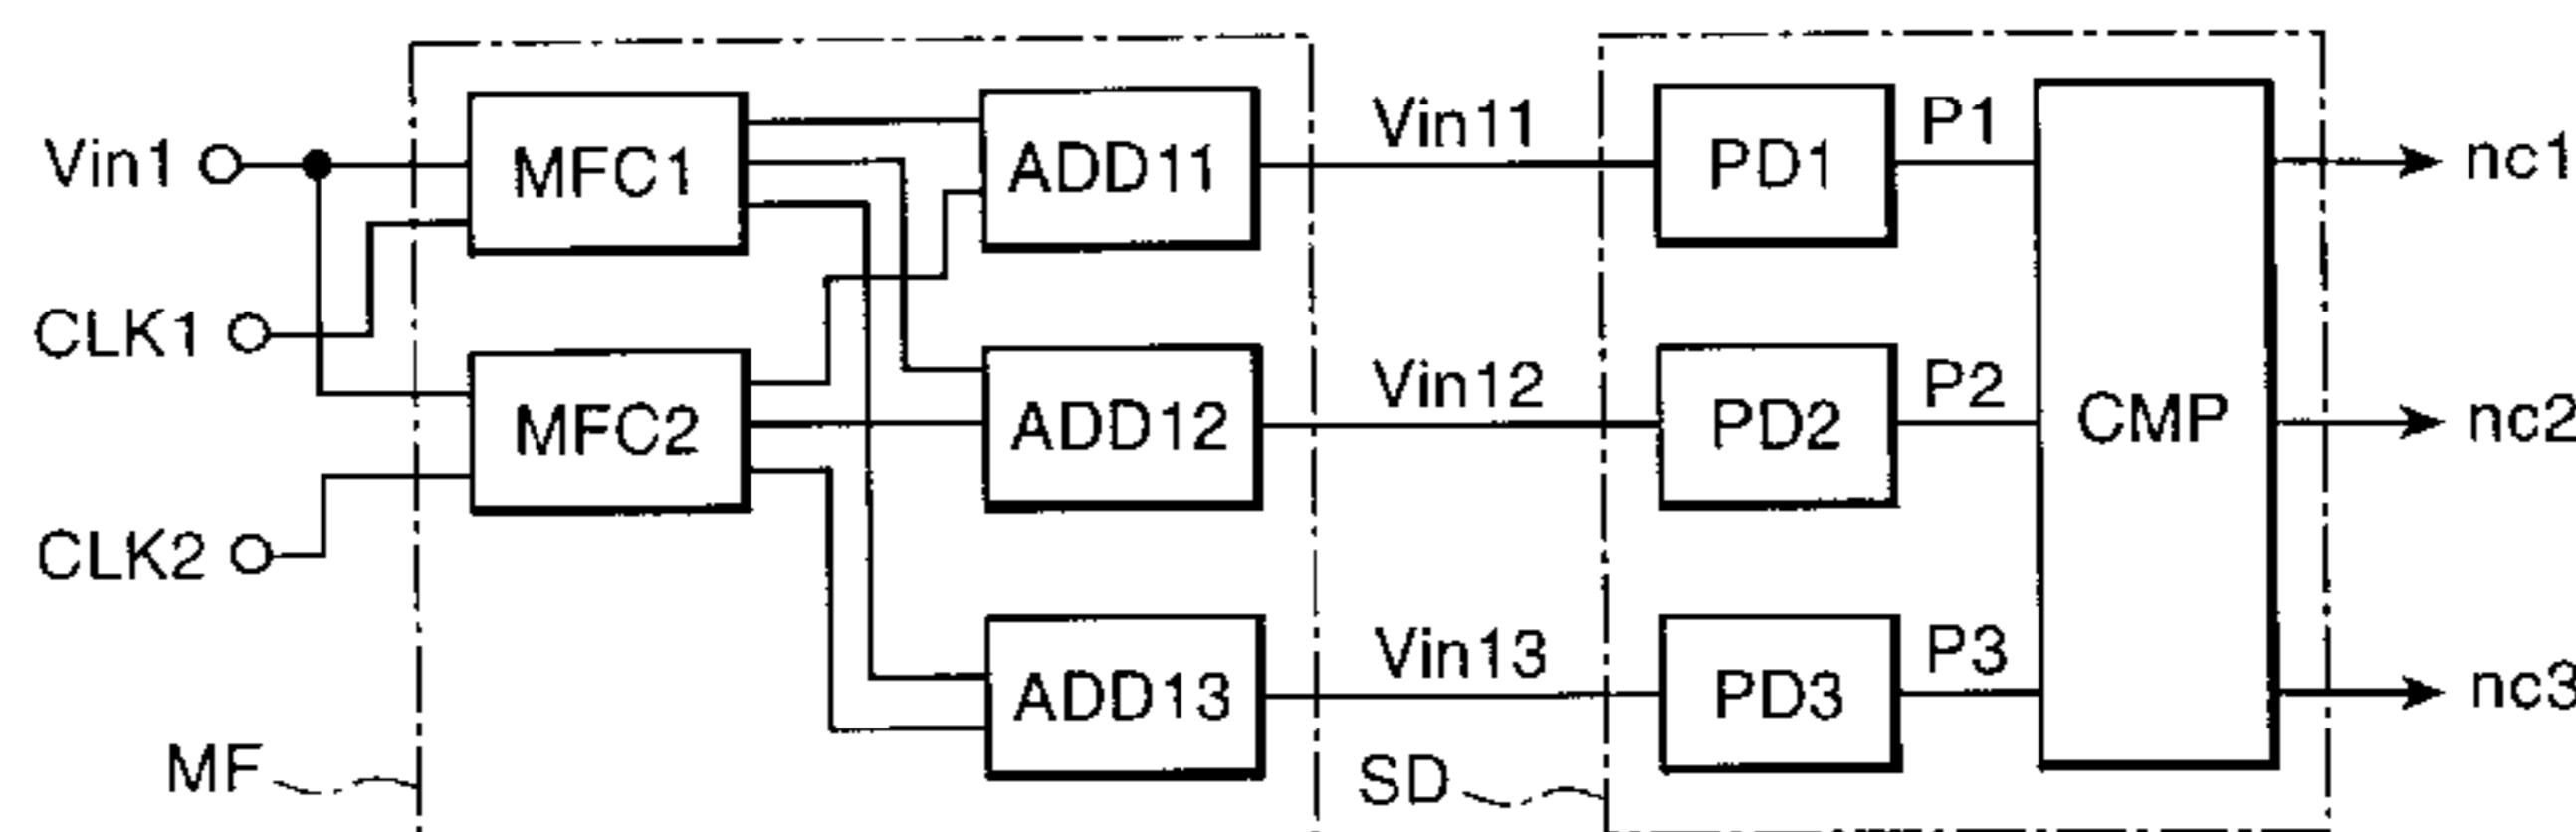 Vin1
MFC1
ADD11
Vin11
PD1
P1
nc1
CLK1
MFC2
ADD12
Vin12
PD2
P2
CMP
nc2
CLK2
ADD13
Vin13
PD3
P3
nc3
MF
SD